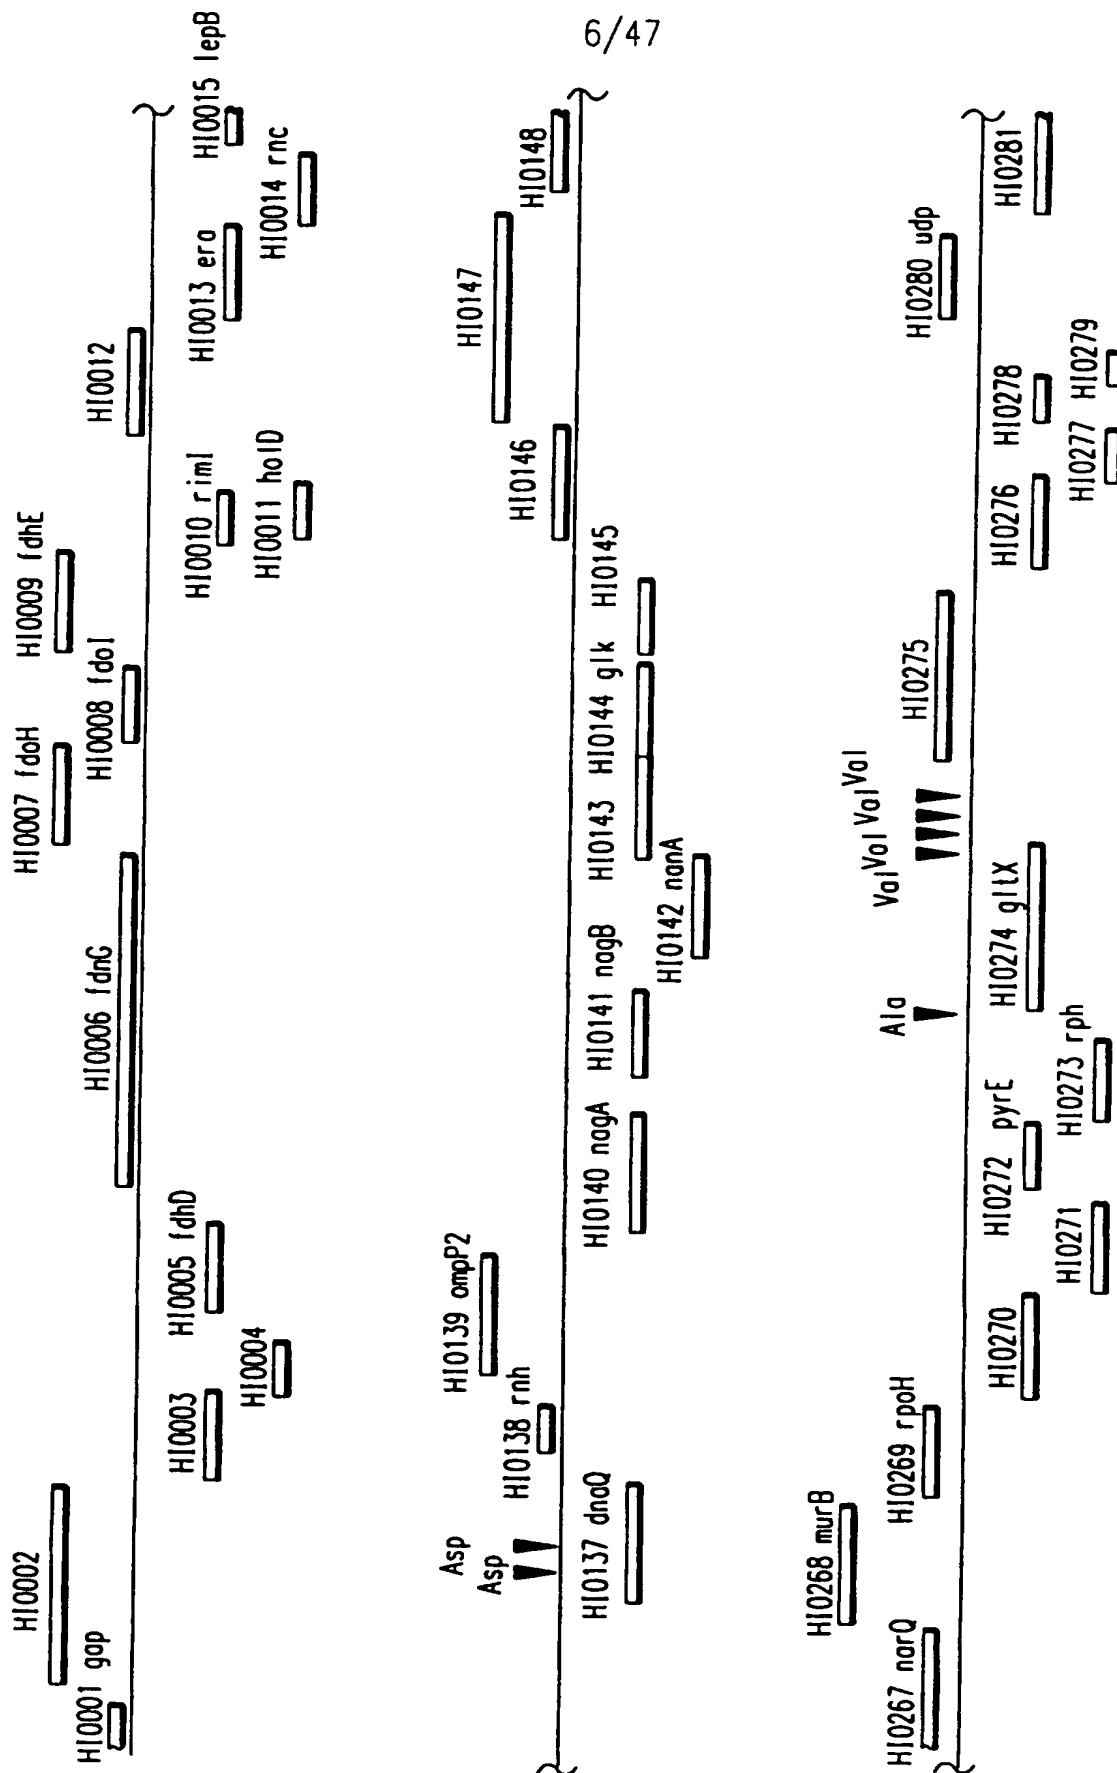 6/47
HI0001 gap
HI0002
HI0003
HI0004
HI0005 fdhD
HI0006 fdnG
HI0007 fdoH
HI0008 fdoI
HI0009 fdhE
HI0010 rimI
HI0011 holD
HI0012
HI0013 era
HI0014 rnc
HI0015 lepB
Asp
Asp
HI0137 dnaQ
HI0138 rnh
HI0139 ompP2
HI0140 nagA
HI0141 nagB
HI0142 nanA
HI0143
HI0144 glk
HI0145
HI0146
HI0147
HI0148
HI0267 narQ
HI0268 murB
HI0269 rpoH
HI0270
HI0271
HI0272 pyrE
HI0273 rph
Ala
HI0274 gltX
Val
Val
Val
Val
HI0275
HI0276
HI0277
HI0278
HI0279
HI0280 udp
HI0281